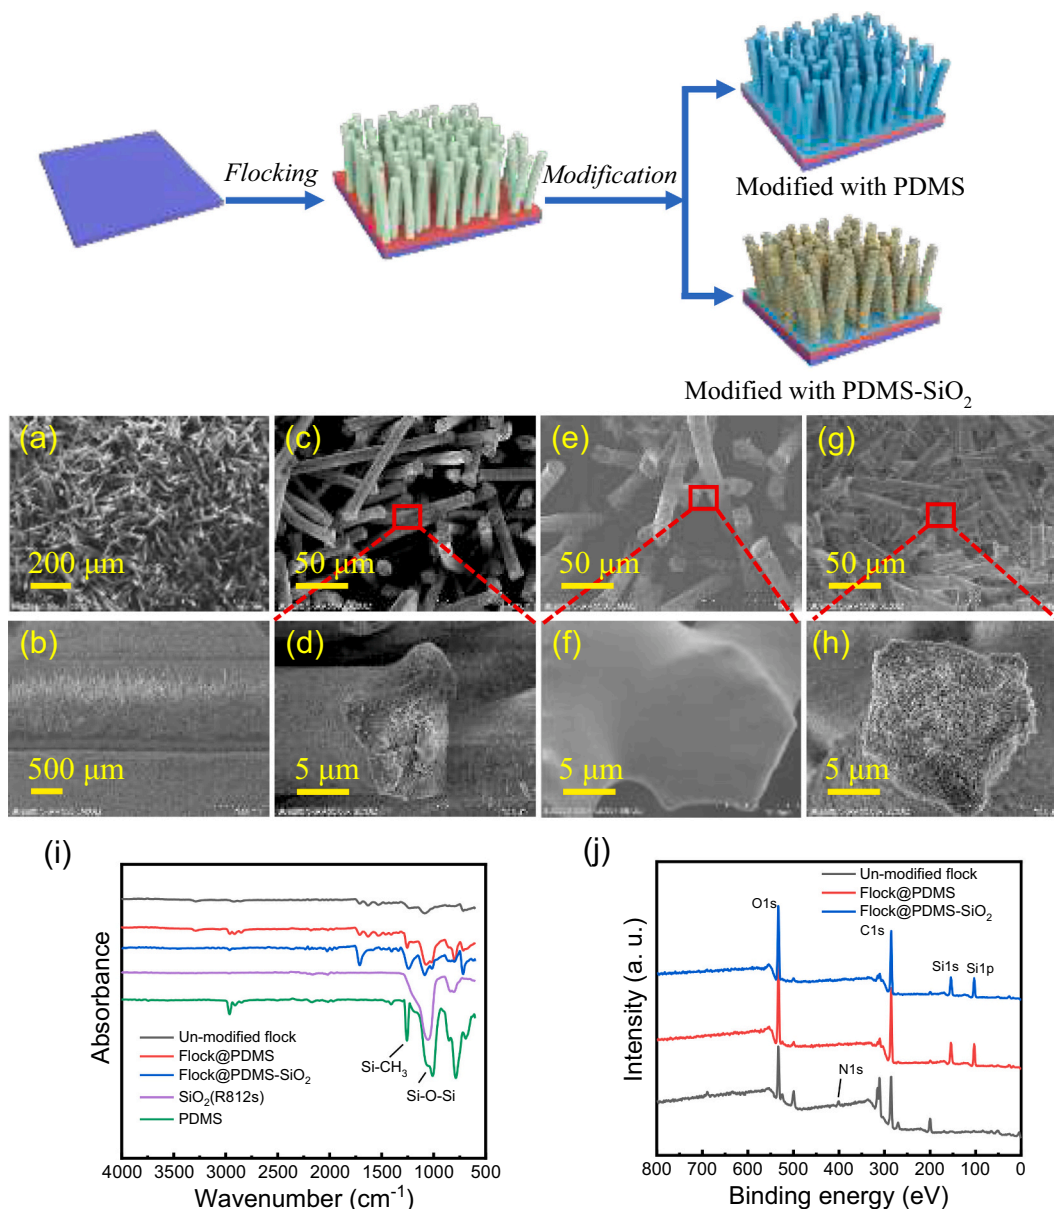 Flocking
Modification
Modified with PDMS
Modified with PDMS-SiO₂
(a)
200 μm
(c)
50 μm
(e)
50 μm
(g)
50 μm
(b)
500 μm
(d)
5 μm
(f)
5 μm
(h)
5 μm
(i)
Absorbance
Un-modified flock
Flock@PDMS
Flock@PDMS-SiO₂
SiO₂(R812s)
PDMS
Si-CH₃
Si-O-Si
4000 3500 3000 2500 2000 1500 1000 500
Wavenumber (cm⁻¹)
(j)
Intensity (a. u.)
Un-modified flock
Flock@PDMS
Flock@PDMS-SiO₂
O1s
C1s
Si1s
Si1p
N1s
800 700 600 500 400 300 200 100 0
Binding energy (eV)